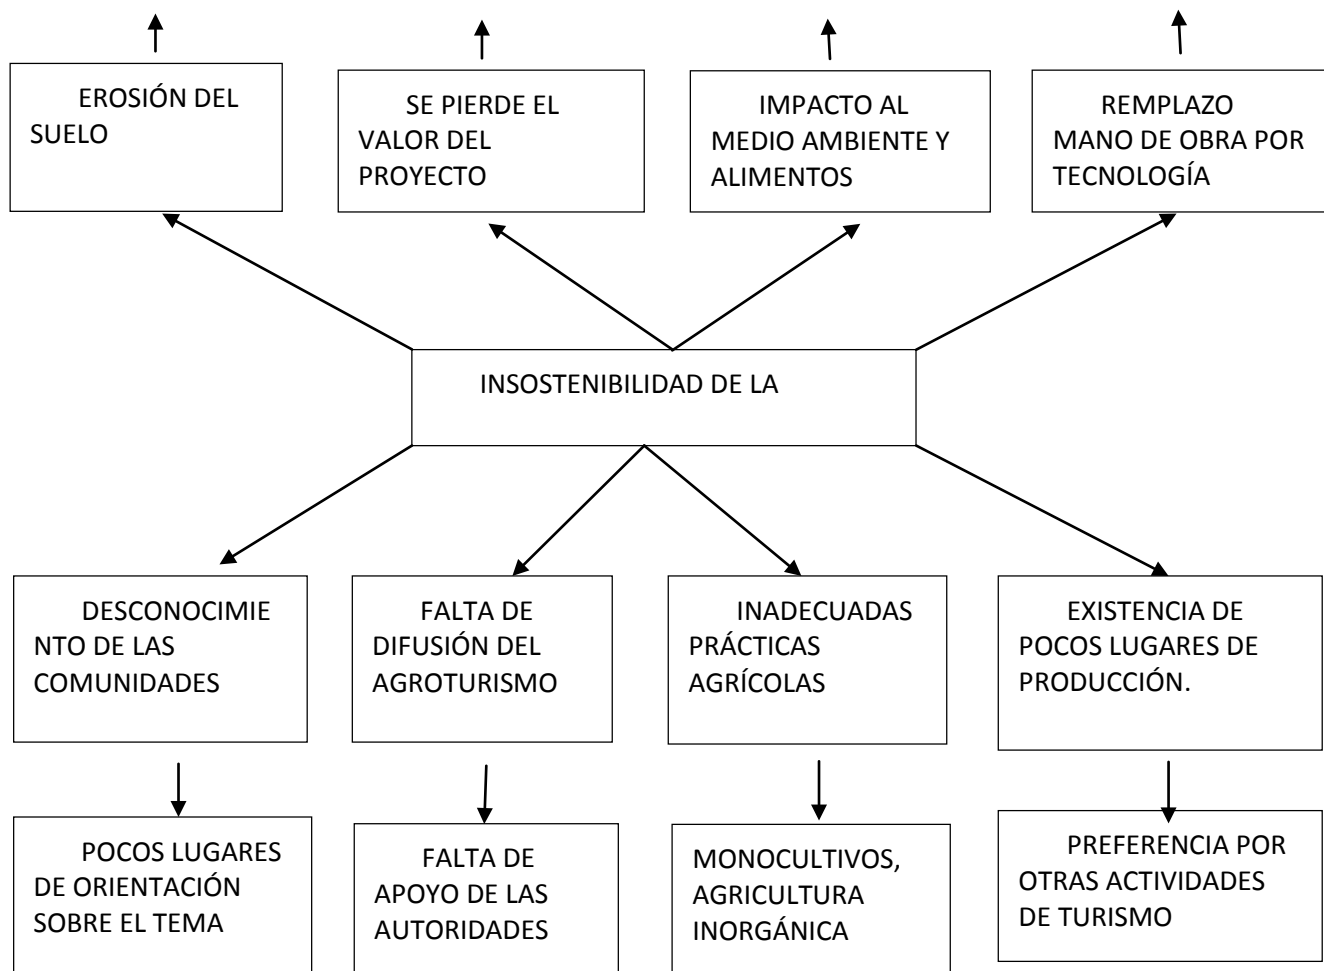 EROSIÓN DEL
SUELO
SE PIERDE EL
VALOR DEL
PROYECTO
IMPACTO AL
MEDIO AMBIENTE Y
ALIMENTOS
REMPLAZO
MANO DE OBRA POR
TECNOLOGÍA
INSOSTENIBILIDAD DE LA
DESCONOCIMIE
NTO DE LAS
COMUNIDADES
FALTA DE
DIFUSIÓN DEL
AGROTURISMO
INADECUADAS
PRÁCTICAS
AGRÍCOLAS
EXISTENCIA DE
POCOS LUGARES DE
PRODUCCIÓN.
POCOS LUGARES
DE ORIENTACIÓN
SOBRE EL TEMA
FALTA DE
APOYO DE LAS
AUTORIDADES
MONOCULTIVOS,
AGRICULTURA
INORGÁNICA
PREFERENCIA POR
OTRAS ACTIVIDADES
DE TURISMO